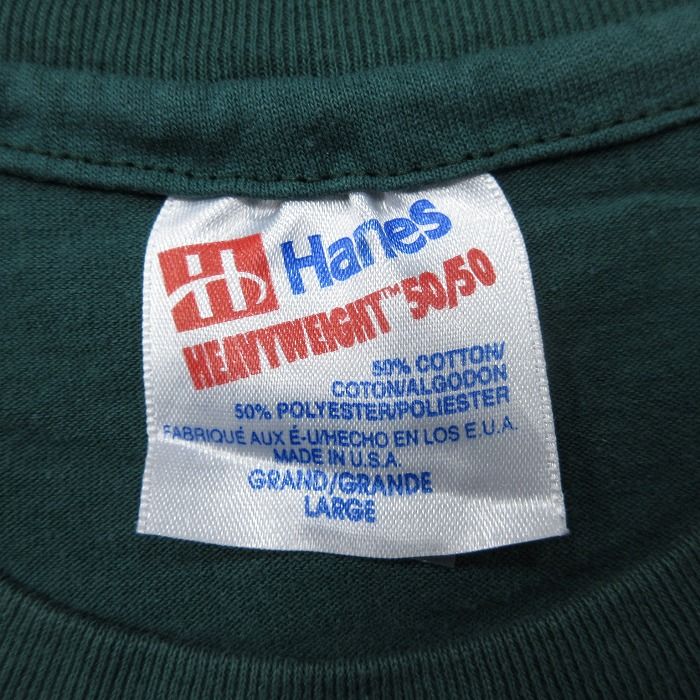 H Hanes
HEAVYWEIGHT™ 50/50
50% COTTON/
COTON/ALGODON
50% POLYESTER/POLIESTER
FABRIQUÉ AUX É-U/HECHO EN LOS E.U.A.
MADE IN U.S.A.
GRAND/GRANDE
LARGE